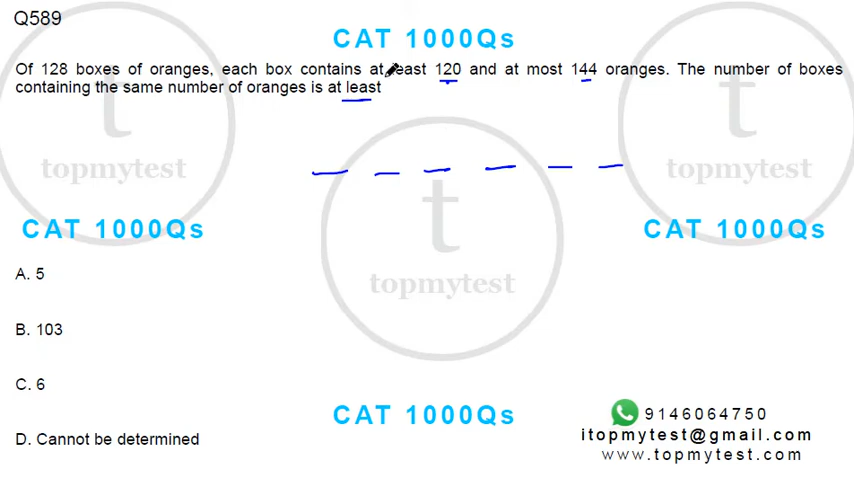 Q589
CAT 1000Qs
Of 128 boxes of oranges, each box contains at least 120 and at most 144 oranges. The number of boxes
containing the same number of oranges is at least
t
topmytest
t
topmytest
t
topmytest
CAT 1000Qs
CAT 1000Qs
A. 5
B. 103
C. 6
D. Cannot be determined
CAT 1000Qs
9146064750
itopmytest@gmail.com
www.topmytest.com